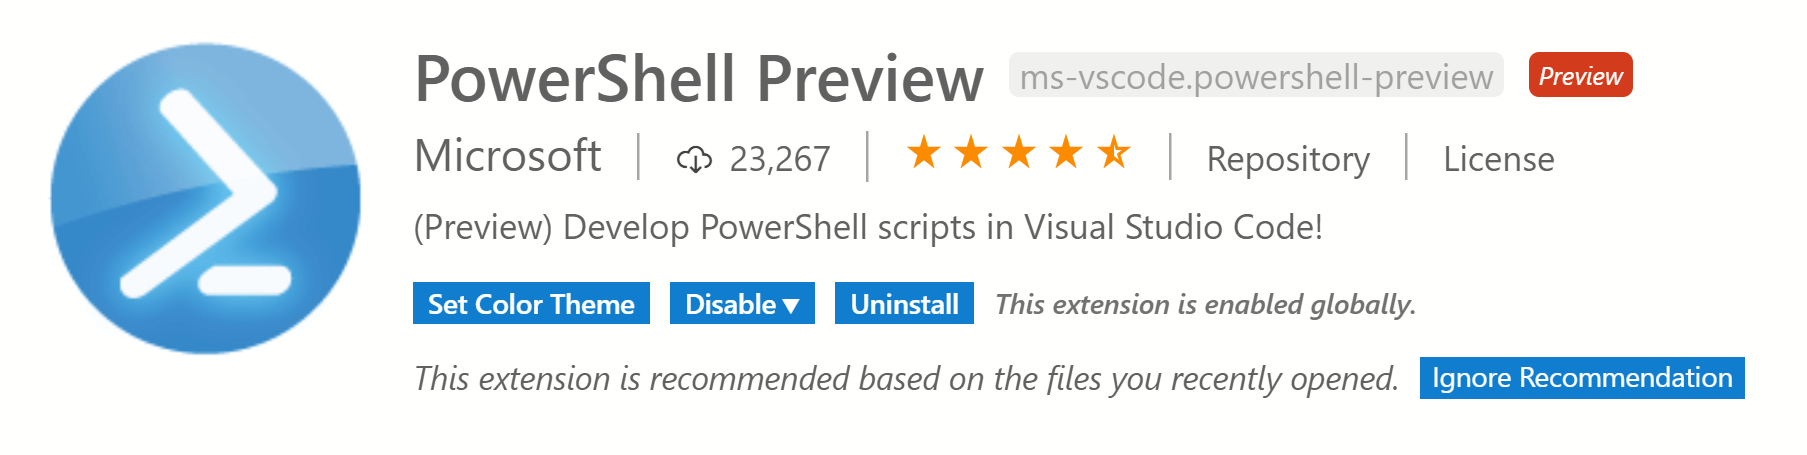 PowerShell Preview ms-vscode.powershell-preview Preview
Microsoft 23,267 Repository License
(Preview) Develop PowerShell scripts in Visual Studio Code!
Set Color Theme Disable Uninstall This extension is enabled globally.
This extension is recommended based on the files you recently opened. Ignore Recommendation